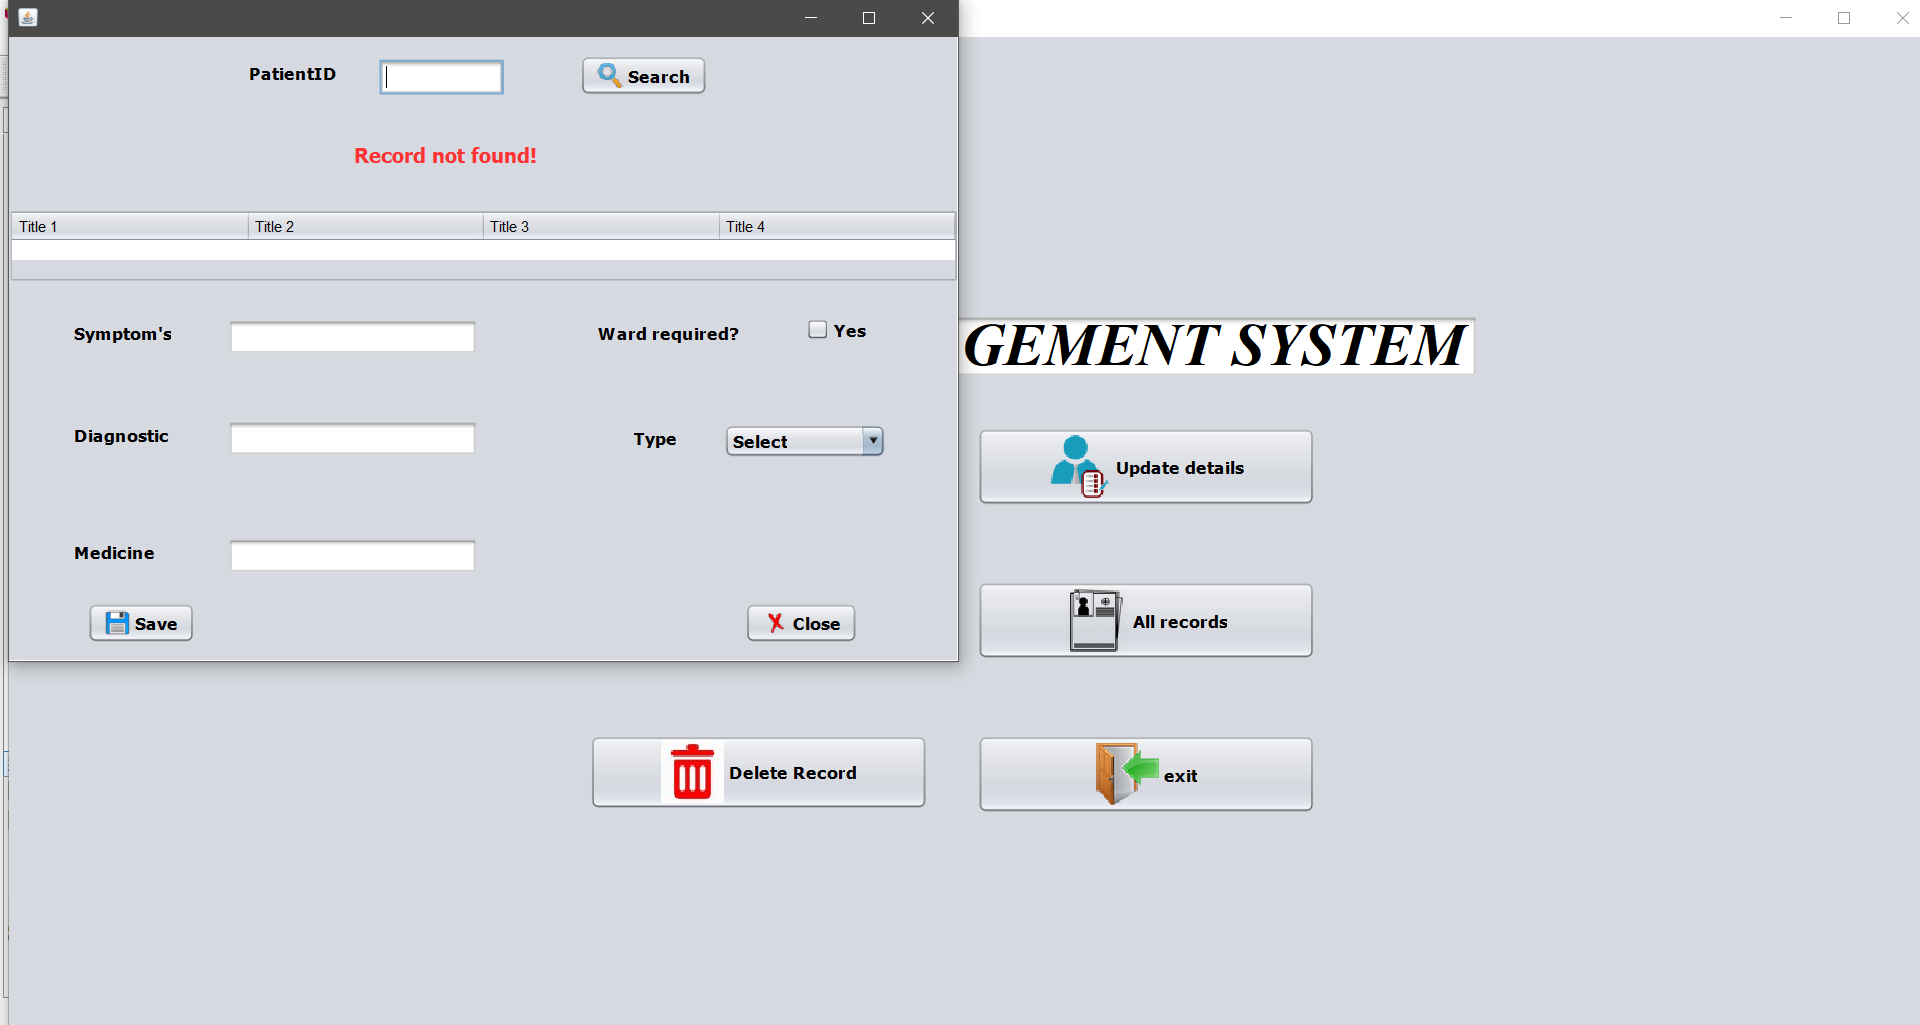 PatientID
Search
Record not found!
Title 1 Title 2 Title 3 Title 4
Symptom's
Ward required?
Yes
Diagnostic
Type
Select
Medicine
Save
Close
GEMENT SYSTEM
Update details
All records
Delete Record
exit